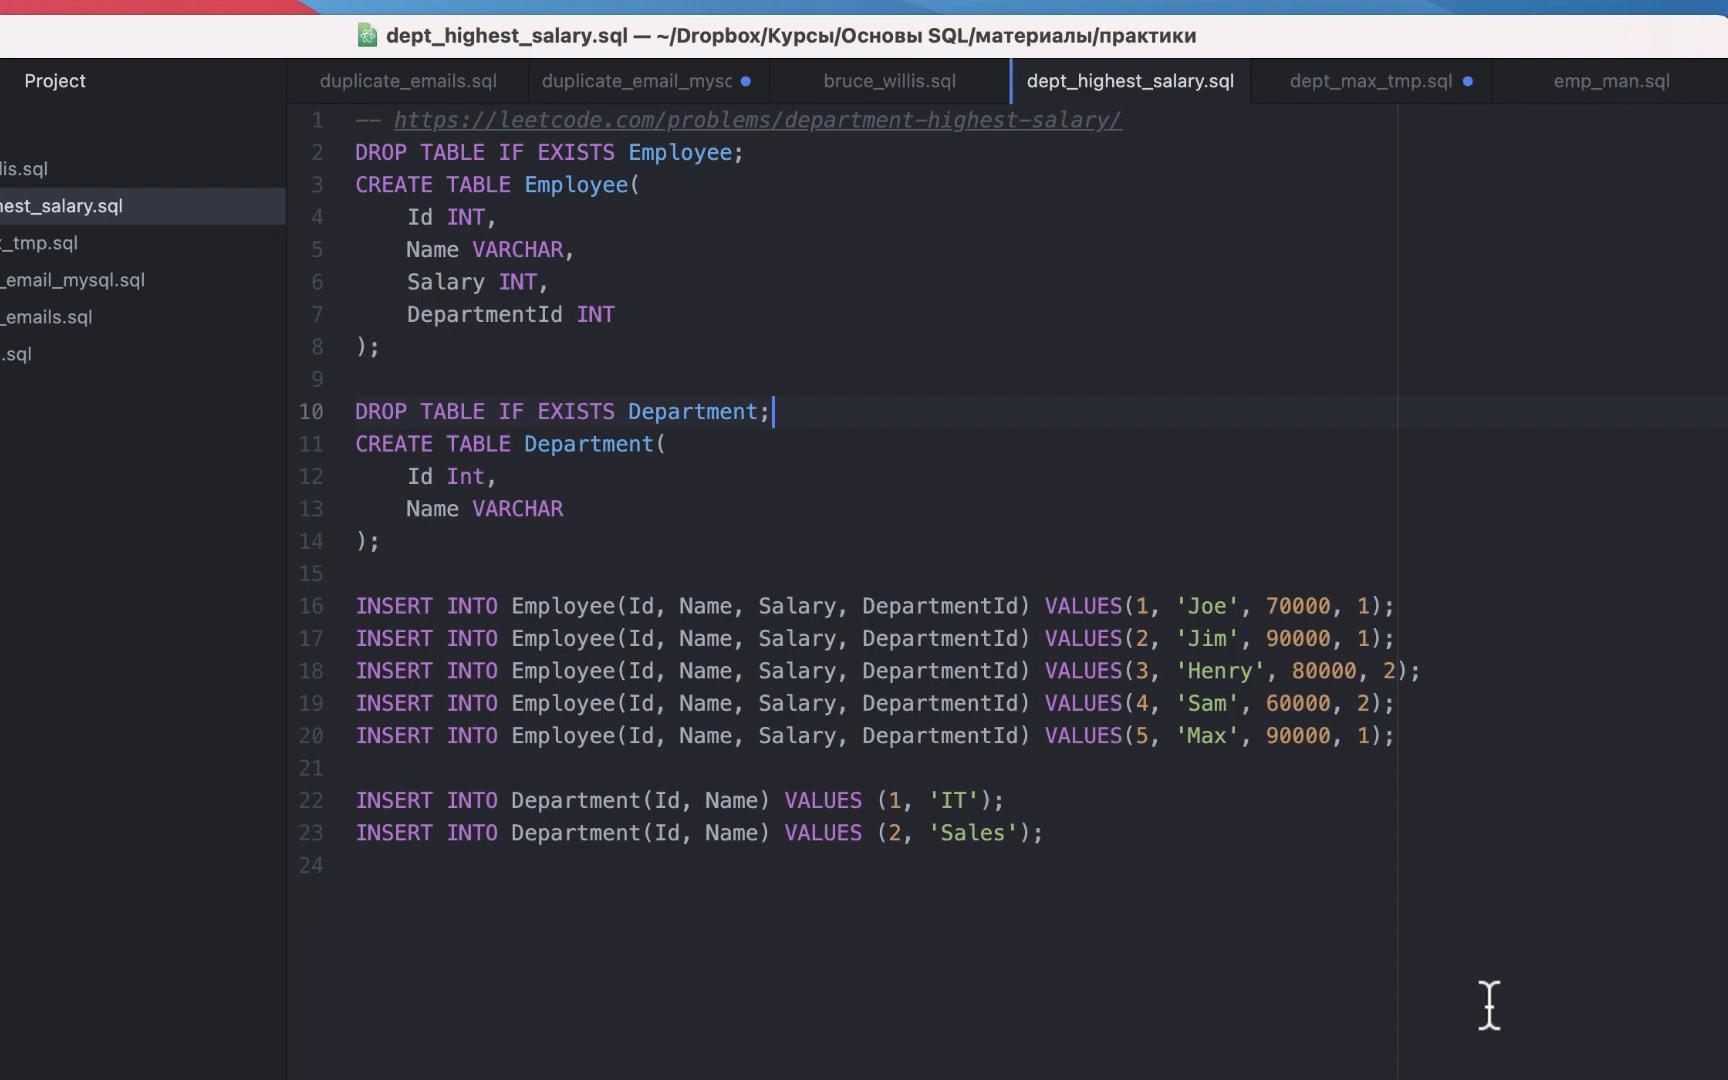 dept_highest_salary.sql — ~/Dropbox/Курсы/Основы SQL/материалы/практики
Project
duplicate_emails.sql
duplicate_email_mysc
bruce_willis.sql
dept_highest_salary.sql
dept_max_tmp.sql
emp_man.sql
lis.sql
nest_salary.sql
_tmp.sql
_email_mysql.sql
_emails.sql
.sql
1 -- https://leetcode.com/problems/department-highest-salary/
2 DROP TABLE IF EXISTS Employee;
3 CREATE TABLE Employee(
4 Id INT,
5 Name VARCHAR,
6 Salary INT,
7 DepartmentId INT
8 );
9
10 DROP TABLE IF EXISTS Department;
11 CREATE TABLE Department(
12 Id Int,
13 Name VARCHAR
14 );
15
16 INSERT INTO Employee(Id, Name, Salary, DepartmentId) VALUES(1, 'Joe', 70000, 1);
17 INSERT INTO Employee(Id, Name, Salary, DepartmentId) VALUES(2, 'Jim', 90000, 1);
18 INSERT INTO Employee(Id, Name, Salary, DepartmentId) VALUES(3, 'Henry', 80000, 2);
19 INSERT INTO Employee(Id, Name, Salary, DepartmentId) VALUES(4, 'Sam', 60000, 2);
20 INSERT INTO Employee(Id, Name, Salary, DepartmentId) VALUES(5, 'Max', 90000, 1);
21
22 INSERT INTO Department(Id, Name) VALUES (1, 'IT');
23 INSERT INTO Department(Id, Name) VALUES (2, 'Sales');
24